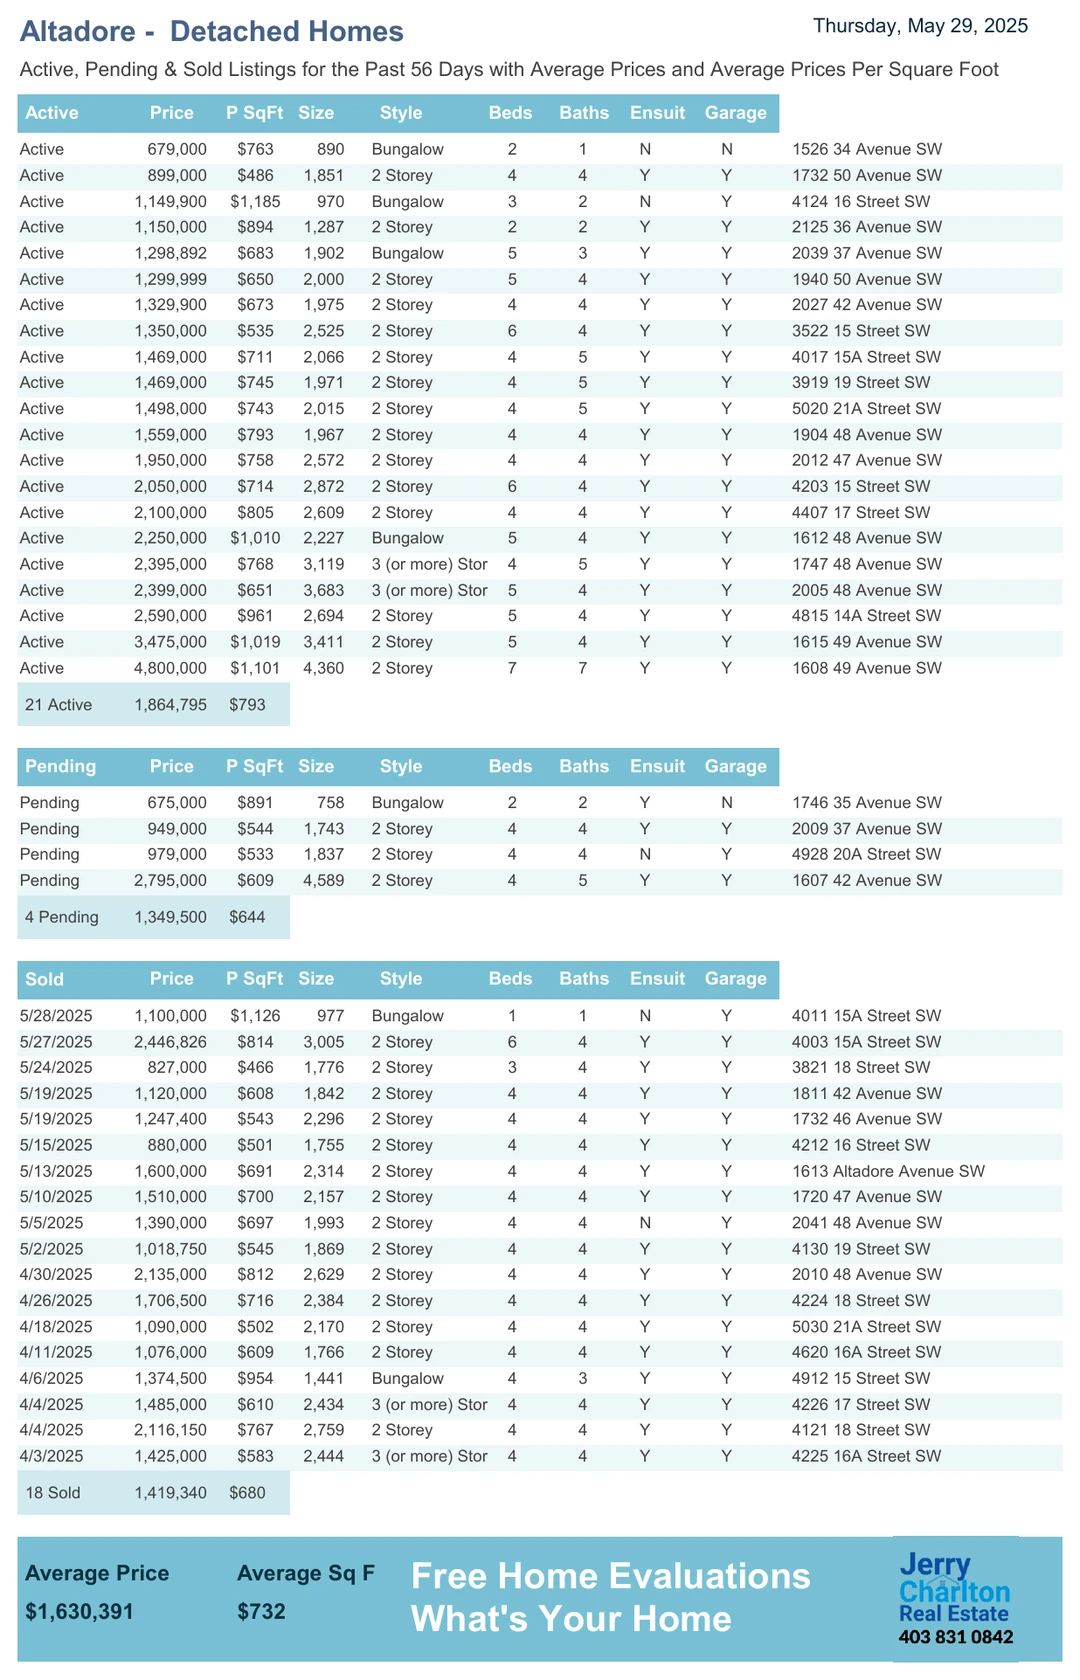 Altadore - Detached Homes
Thursday, May 29, 2025
Active, Pending & Sold Listings for the Past 56 Days with Average Prices and Average Prices Per Square Foot
Active Price P SqFt Size Style Beds Baths Ensuit Garage
Active 679,000 $763 890 Bungalow 2 1 N N 1526 34 Avenue SW
Active 899,000 $486 1,851 2 Storey 4 4 Y Y 1732 50 Avenue SW
Active 1,149,900 $1,185 970 Bungalow 3 2 N Y 4124 16 Street SW
Active 1,150,000 $894 1,287 2 Storey 2 2 Y Y 2125 36 Avenue SW
Active 1,298,892 $683 1,902 Bungalow 5 3 Y Y 2039 37 Avenue SW
Active 1,299,999 $650 2,000 2 Storey 5 4 Y Y 1940 50 Avenue SW
Active 1,329,900 $673 1,975 2 Storey 4 4 Y Y 2027 42 Avenue SW
Active 1,350,000 $535 2,525 2 Storey 6 4 Y Y 3522 15 Street SW
Active 1,469,000 $711 2,066 2 Storey 4 5 Y Y 4017 15A Street SW
Active 1,469,000 $745 1,971 2 Storey 4 5 Y Y 3919 19 Street SW
Active 1,498,000 $743 2,015 2 Storey 4 5 Y Y 5020 21A Street SW
Active 1,559,000 $793 1,967 2 Storey 4 4 Y Y 1904 48 Avenue SW
Active 1,950,000 $758 2,572 2 Storey 4 4 Y Y 2012 47 Avenue SW
Active 2,050,000 $714 2,872 2 Storey 6 4 Y Y 4203 15 Street SW
Active 2,100,000 $805 2,609 2 Storey 4 4 Y Y 4407 17 Street SW
Active 2,250,000 $1,010 2,227 Bungalow 5 4 Y Y 1612 48 Avenue SW
Active 2,395,000 $768 3,119 3 (or more) Stor 4 5 Y Y 1747 48 Avenue SW
Active 2,399,000 $651 3,683 3 (or more) Stor 5 4 Y Y 2005 48 Avenue SW
Active 2,590,000 $961 2,694 2 Storey 5 4 Y Y 4815 14A Street SW
Active 3,475,000 $1,019 3,411 2 Storey 5 4 Y Y 1615 49 Avenue SW
Active 4,800,000 $1,101 4,360 2 Storey 7 7 Y Y 1608 49 Avenue SW
21 Active 1,864,795 $793
Pending Price P SqFt Size Style Beds Baths Ensuit Garage
Pending 675,000 $891 758 Bungalow 2 2 Y N 1746 35 Avenue SW
Pending 949,000 $544 1,743 2 Storey 4 4 Y Y 2009 37 Avenue SW
Pending 979,000 $533 1,837 2 Storey 4 4 N Y 4928 20A Street SW
Pending 2,795,000 $609 4,589 2 Storey 4 5 Y Y 1607 42 Avenue SW
4 Pending 1,349,500 $644
Sold Price P SqFt Size Style Beds Baths Ensuit Garage
5/28/2025 1,100,000 $1,126 977 Bungalow 1 1 N Y 4011 15A Street SW
5/27/2025 2,446,826 $814 3,005 2 Storey 6 4 Y Y 4003 15A Street SW
5/24/2025 827,000 $466 1,776 2 Storey 3 4 Y Y 3821 18 Street SW
5/19/2025 1,120,000 $608 1,842 2 Storey 4 4 Y Y 1811 42 Avenue SW
5/19/2025 1,247,400 $543 2,296 2 Storey 4 4 Y Y 1732 46 Avenue SW
5/15/2025 880,000 $501 1,755 2 Storey 4 4 Y Y 4212 16 Street SW
5/13/2025 1,600,000 $691 2,314 2 Storey 4 4 Y Y 1613 Altadore Avenue SW
5/10/2025 1,510,000 $700 2,157 2 Storey 4 4 Y Y 1720 47 Avenue SW
5/5/2025 1,390,000 $697 1,993 2 Storey 4 4 N Y 2041 48 Avenue SW
5/2/2025 1,018,750 $545 1,869 2 Storey 4 4 Y Y 4130 19 Street SW
4/30/2025 2,135,000 $812 2,629 2 Storey 4 4 Y Y 2010 48 Avenue SW
4/26/2025 1,706,500 $716 2,384 2 Storey 4 4 Y Y 4224 18 Street SW
4/18/2025 1,090,000 $502 2,170 2 Storey 4 4 Y Y 5030 21A Street SW
4/11/2025 1,076,000 $609 1,766 2 Storey 4 4 Y Y 4620 16A Street SW
4/6/2025 1,374,500 $954 1,441 Bungalow 4 3 Y Y 4912 15 Street SW
4/4/2025 1,485,000 $610 2,434 3 (or more) Stor 4 4 Y Y 4226 17 Street SW
4/4/2025 2,116,150 $767 2,759 2 Storey 4 4 Y Y 4121 18 Street SW
4/3/2025 1,425,000 $583 2,444 3 (or more) Stor 4 4 Y Y 4225 16A Street SW
18 Sold 1,419,340 $680
Average Price Average Sq F
$1,630,391 $732
Free Home Evaluations
What's Your Home
Jerry
Charlton
Real Estate
403 831 0842